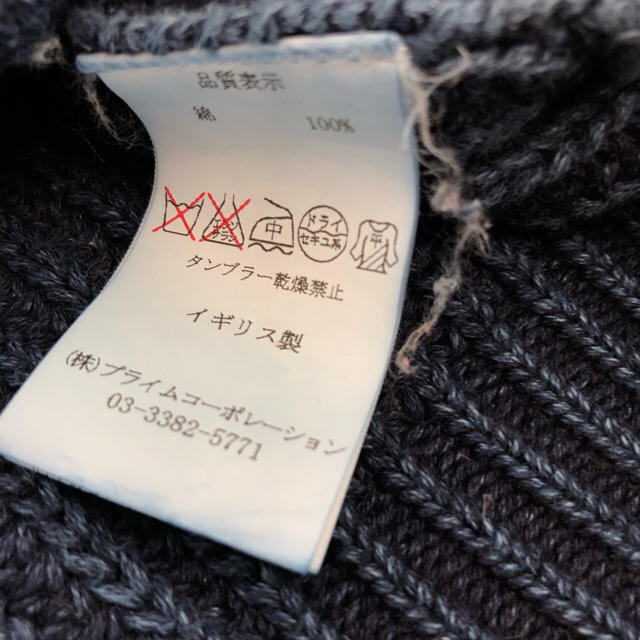 品質表示
綿 100%
中 ドライ セキユ系
タンブラー乾燥禁止
イギリス製
(株)プライムコーポレーション
03-3382-5771